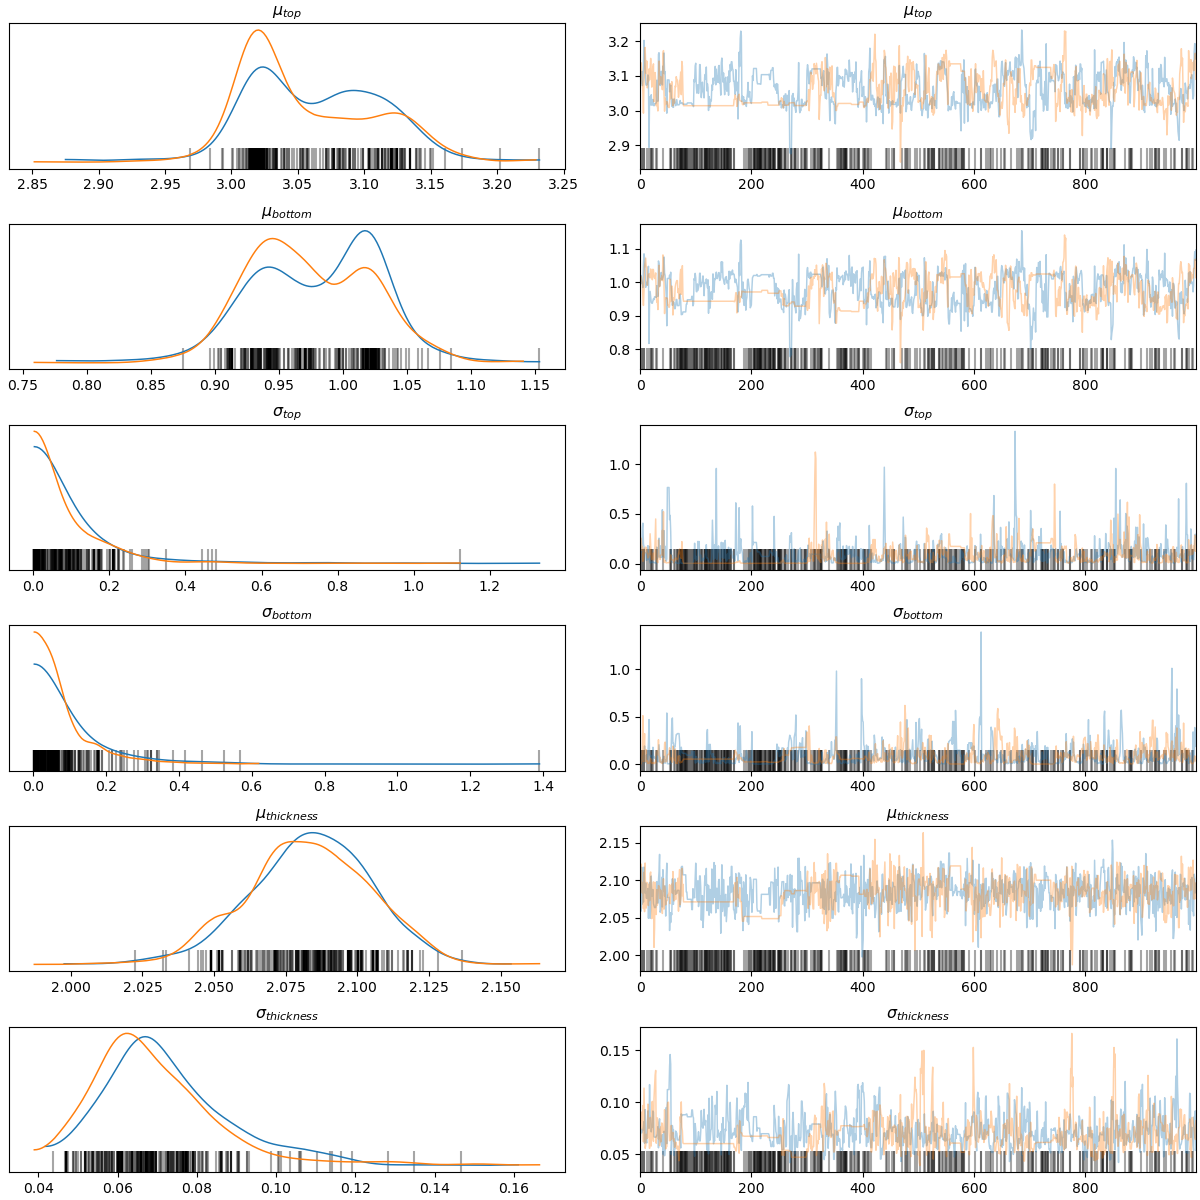 μ_top μ_top
3.2
3.1
3.0
2.9
2.85 2.90 2.95 3.00 3.05 3.10 3.15 3.20 3.25 0 200 400 600 800
μ_bottom μ_bottom
1.1
1.0
0.9
0.8
0.75 0.80 0.85 0.90 0.95 1.00 1.05 1.10 1.15 0 200 400 600 800
σ_top σ_top
1.0
0.5
0.0
0.0 0.2 0.4 0.6 0.8 1.0 1.2 0 200 400 600 800
σ_bottom σ_bottom
1.0
0.5
0.0
0.0 0.2 0.4 0.6 0.8 1.0 1.2 1.4 0 200 400 600 800
μ_thickness μ_thickness
2.15
2.10
2.05
2.00
2.000 2.025 2.050 2.075 2.100 2.125 2.150 0 200 400 600 800
σ_thickness σ_thickness
0.15
0.10
0.05
0.04 0.06 0.08 0.10 0.12 0.14 0.16 0 200 400 600 800